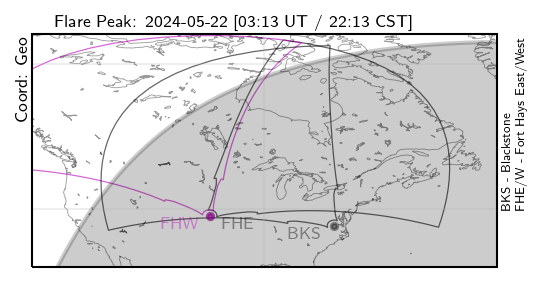 Flare Peak: 2024-05-22 [03:13 UT / 22:13 CST]
Coord: Geo
FHW
FHE
BKS
BKS - Blackstone
FHE/W - Fort Hays East/West